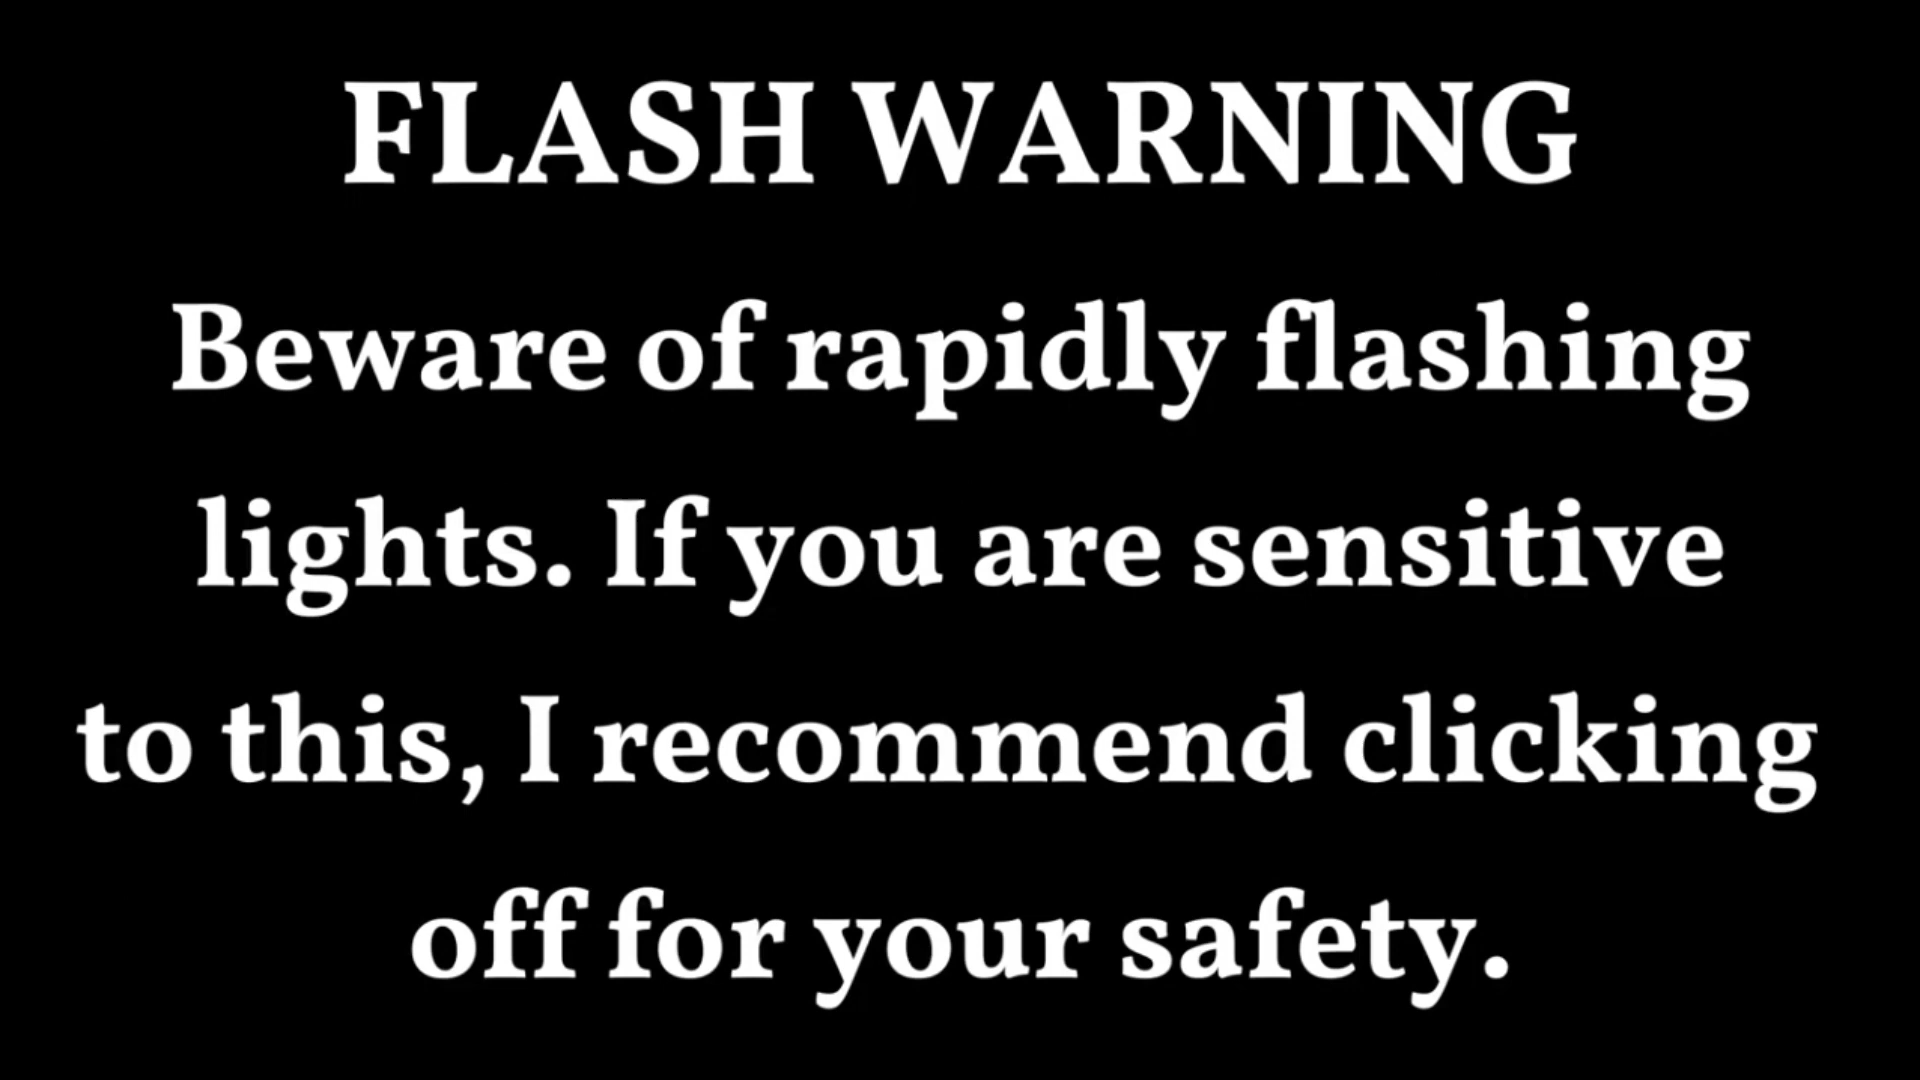 FLASH WARNING
Beware of rapidly flashing
lights. If you are sensitive
to this, I recommend clicking
off for your safety.